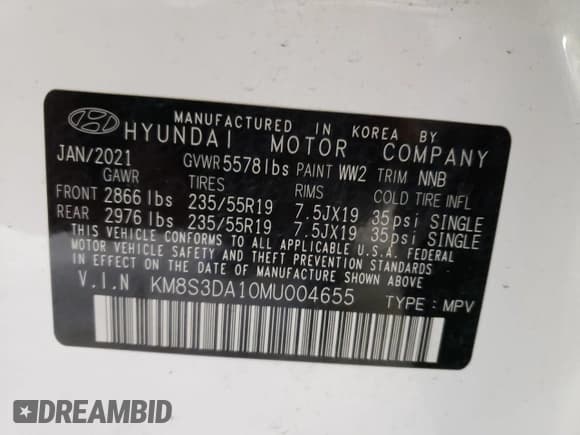 MANUFACTURED IN KOREA BY
HYUNDAI MOTOR COMPANY
JAN/2021 GVWR 5578lbs PAINT WW2 TRIM NNB
GAWR TIRES RIMS COLD TIRE INFL
FRONT 2866lbs 235/55R19 7.5JX19 35psi SINGLE
REAR 2976lbs 235/55R19 7.5JX19 35psi SINGLE
THIS VEHICLE CONFORMS TO ALL APPLICABLE U.S.A. FEDERAL
MOTOR VEHICLE SAFETY AND THEFT PREVENTION STANDARDS IN
EFFECT ON THE DATE OF MANUFACTURE SHOWN ABOVE.
V.I.N KM8S3DA10MU004655 TYPE : MPV
DREAMBID